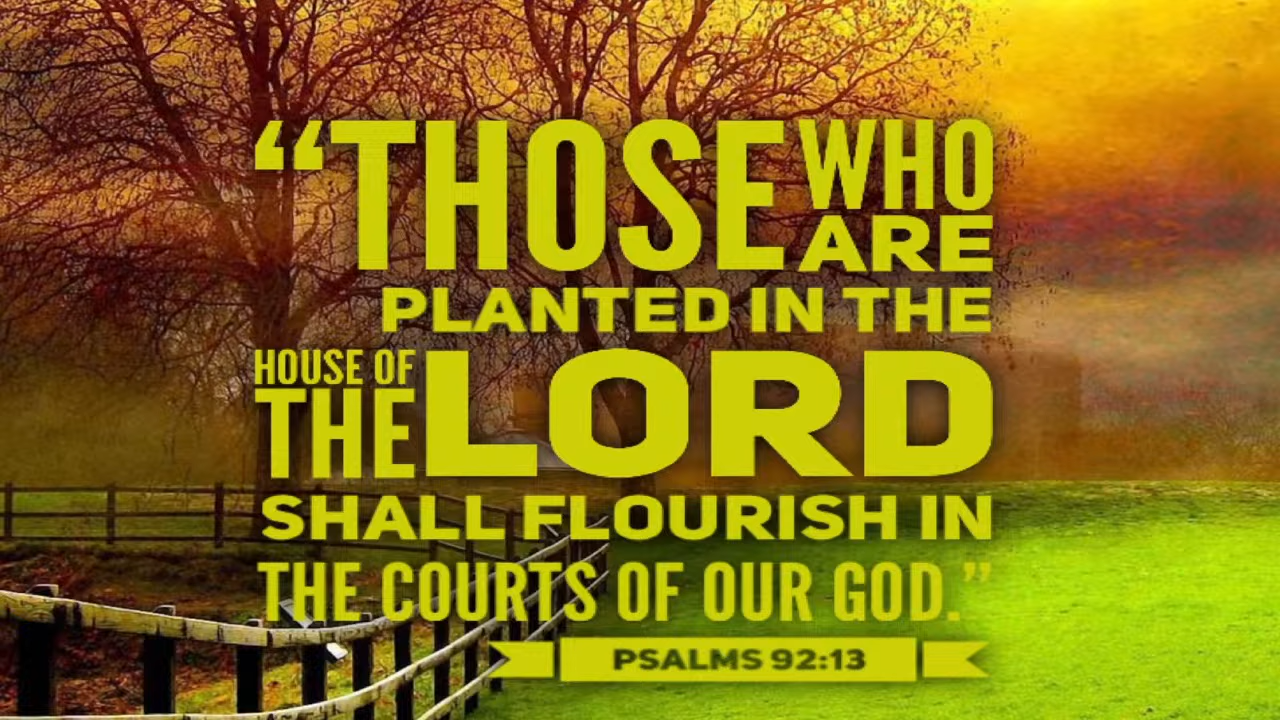 “THOSE WHO ARE
PLANTED IN THE
HOUSE OF THE LORD
SHALL FLOURISH IN
THE COURTS OF OUR GOD.”
PSALMS 92:13